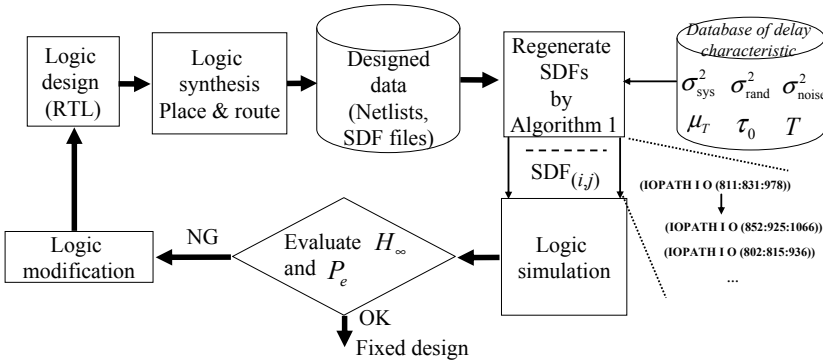 Logic
design
(RTL)
Logic
synthesis
Place & route
Designed
data
(Netlists,
SDF files)
Regenerate
SDFs
by
Algorithm 1
Database of delay
characteristic
σ²sys σ²rand σ²noise
μT τ0 T
SDF(i,j)
(IOPATH I O (811:831:978))
(IOPATH I O (852:925:1066)
(IOPATH I O (802:815:936))
...
Logic
simulation
Evaluate H∞
and Pe
NG
OK
Logic
modification
Fixed design